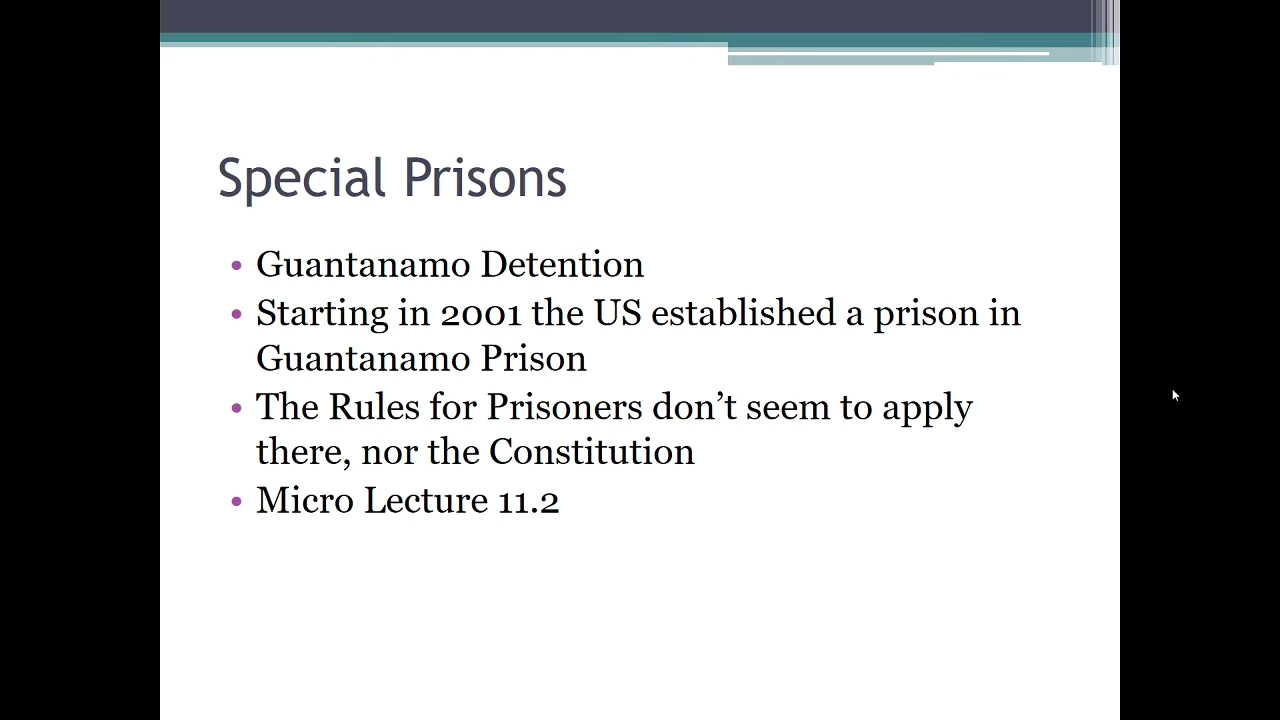 Special Prisons
• Guantanamo Detention
• Starting in 2001 the US established a prison in
Guantanamo Prison
• The Rules for Prisoners don’t seem to apply
there, nor the Constitution
• Micro Lecture 11.2